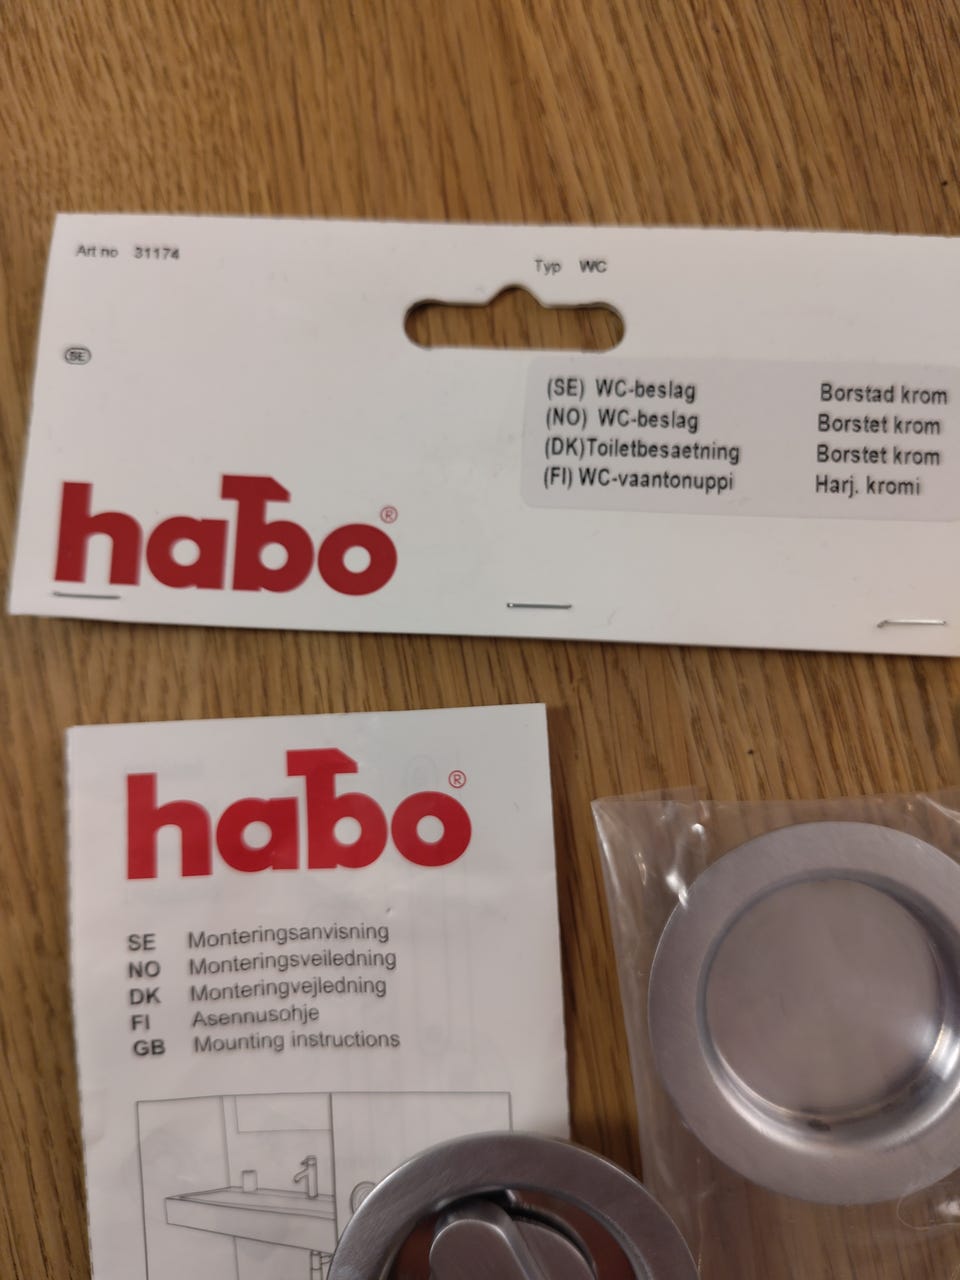 Art no 31174
Typ WC
SE
(SE) WC-beslag Borstad krom
(NO) WC-beslag Borstet krom
(DK)Toiletbesaetning Borstet krom
(FI) WC-vaantonuppi Harj. kromi
habo®
habo®
SE Monteringsanvisning
NO Monteringsveiledning
DK Monteringvejledning
FI Asennusohje
GB Mounting instructions